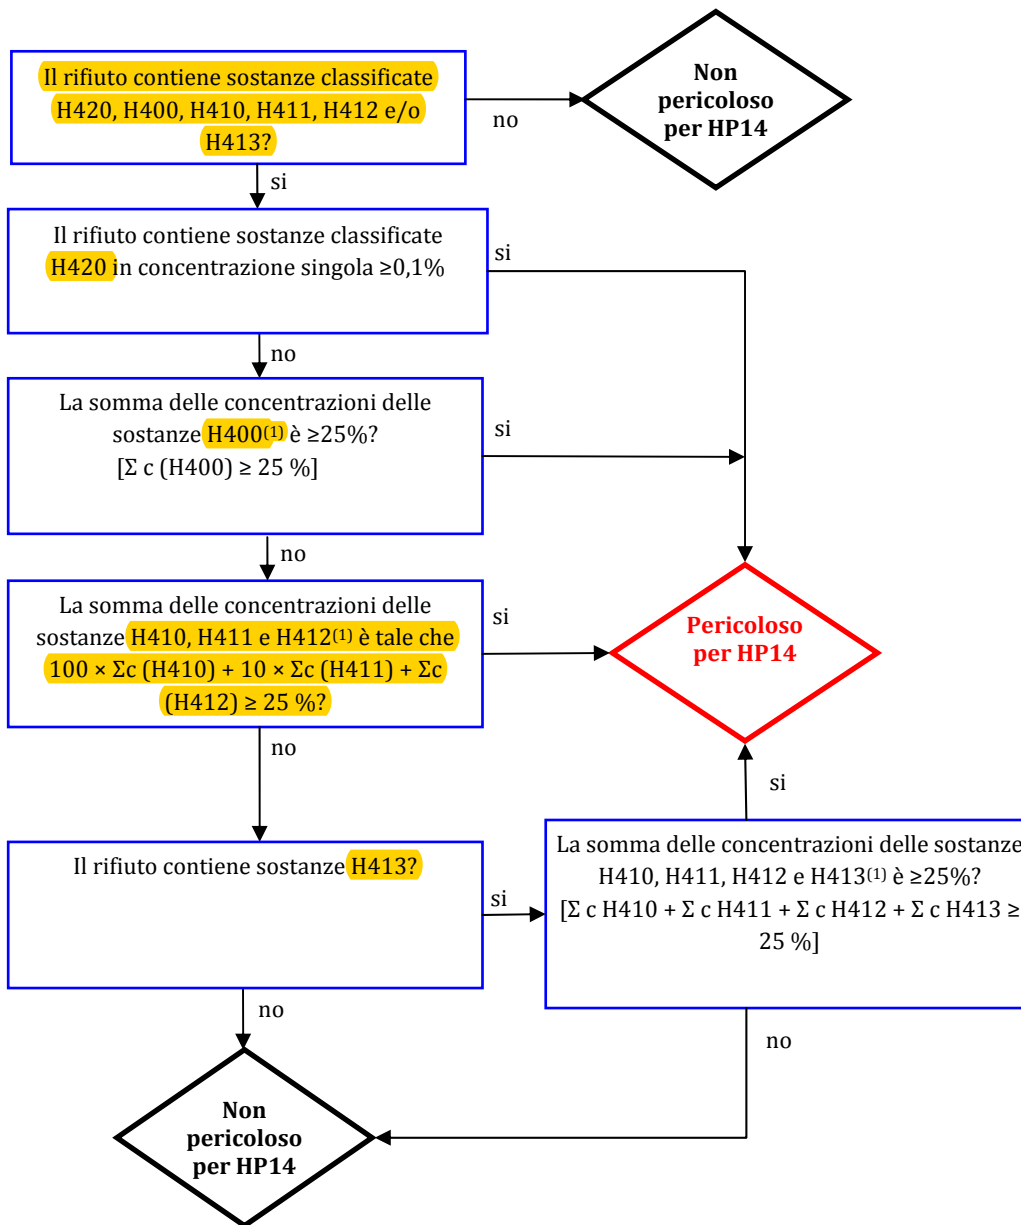 Il rifiuto contiene sostanze classificate
H420, H400, H410, H411, H412 e/o
H413?
no
Non
pericoloso
per HP14
si
Il rifiuto contiene sostanze classificate
H420 in concentrazione singola ≥0,1%
si
no
La somma delle concentrazioni delle
sostanze H400(1) è ≥25%?
[Σ c (H400) ≥ 25 %]
si
no
La somma delle concentrazioni delle
sostanze H410, H411 e H412(1) è tale che
100 × Σc (H410) + 10 × Σc (H411) + Σc
(H412) ≥ 25 %?
si
Pericoloso
per HP14
no
si
Il rifiuto contiene sostanze H413?
si
La somma delle concentrazioni delle sostanze
H410, H411, H412 e H413(1) è ≥25%?
[Σ c H410 + Σ c H411 + Σ c H412 + Σ c H413 ≥
25 %]
no
no
Non
pericoloso
per HP14